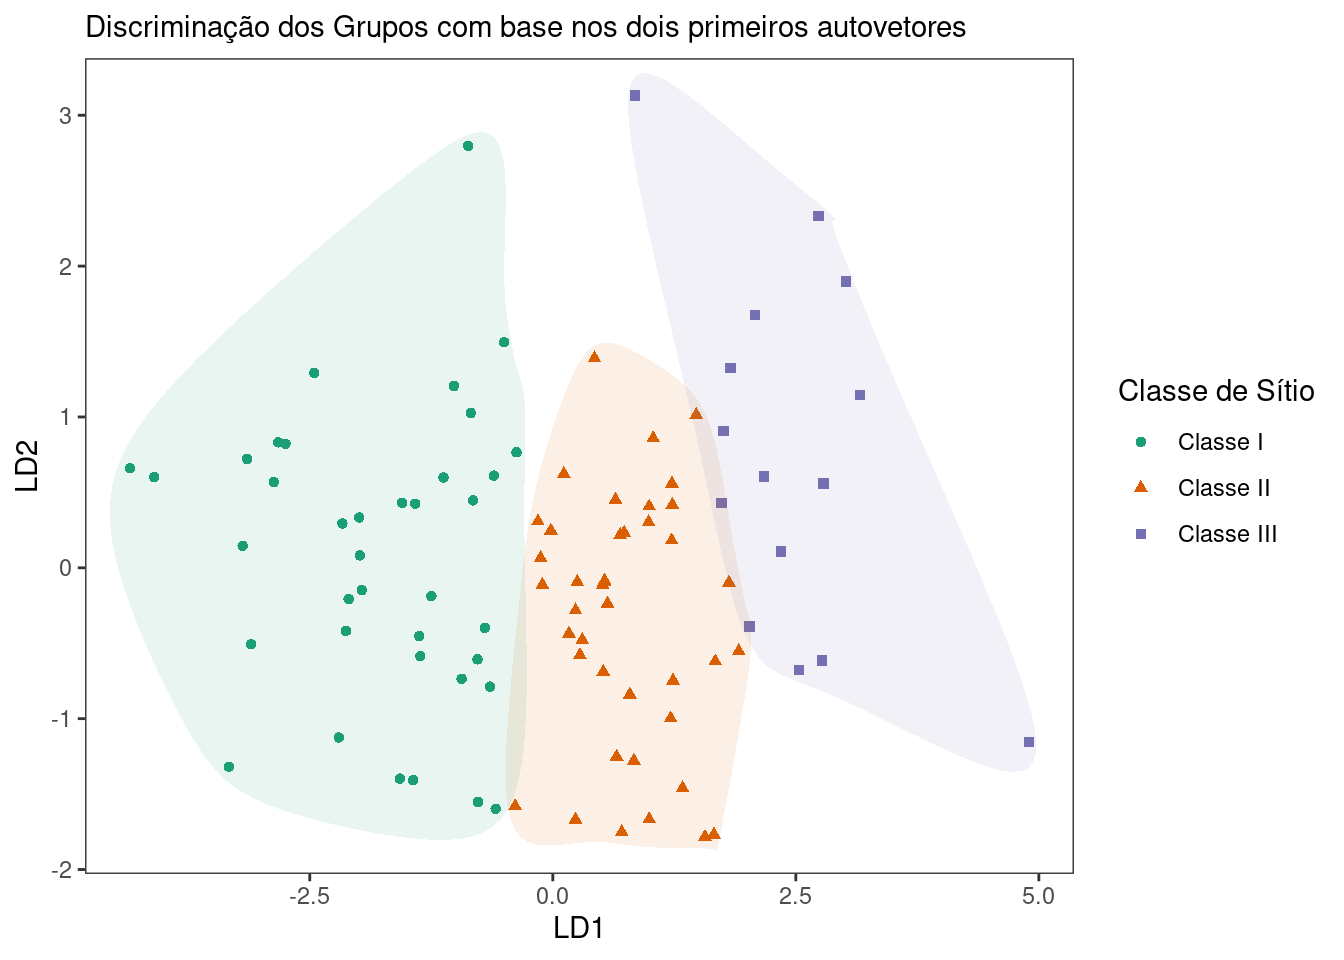 Discriminação dos Grupos com base nos dois primeiros autovetores
3
2
1
0
-1
-2
LD2
-2.5
0.0
2.5
5.0
LD1
Classe de Sítio
Classe I
Classe II
Classe III